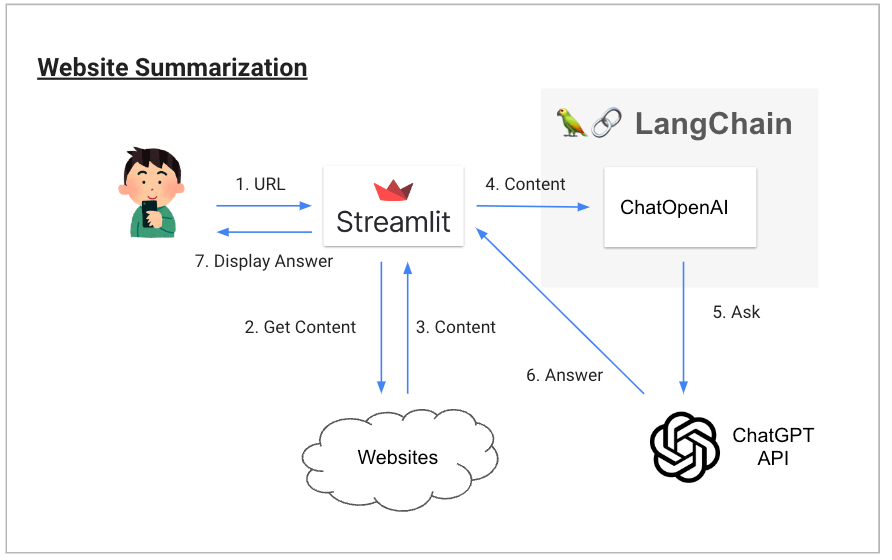 Website Summarization
LangChain
1. URL
4. Content
Streamlit
ChatOpenAI
7. Display Answer
2. Get Content
3. Content
5. Ask
6. Answer
Websites
ChatGPT
API